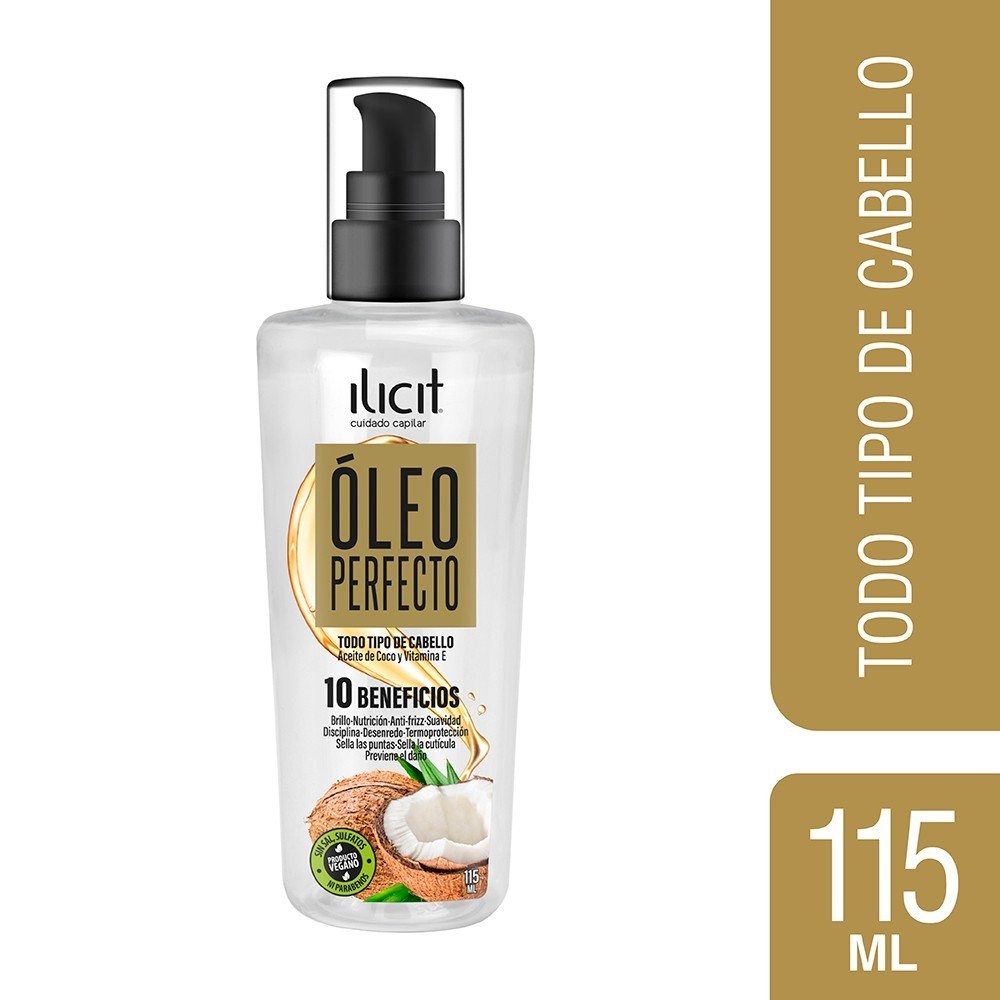 ilicit
cuidado capilar
ÓLEO
PERFECTO
TODO TIPO DE CABELLO
Aceite de Coco y Vitamina E
10 BENEFICIOS
Brillo-Nutrición-Anti-frizz-Suavidad
Disciplina-Desenredo-Termoprotección
Sella las puntas-Sella la cutícula
Previene el daño
SIN SAL, SULFATOS
PRODUCTO
VEGANO
NI PARABENOS
115
ML
TODO TIPO DE CABELLO
115
ML